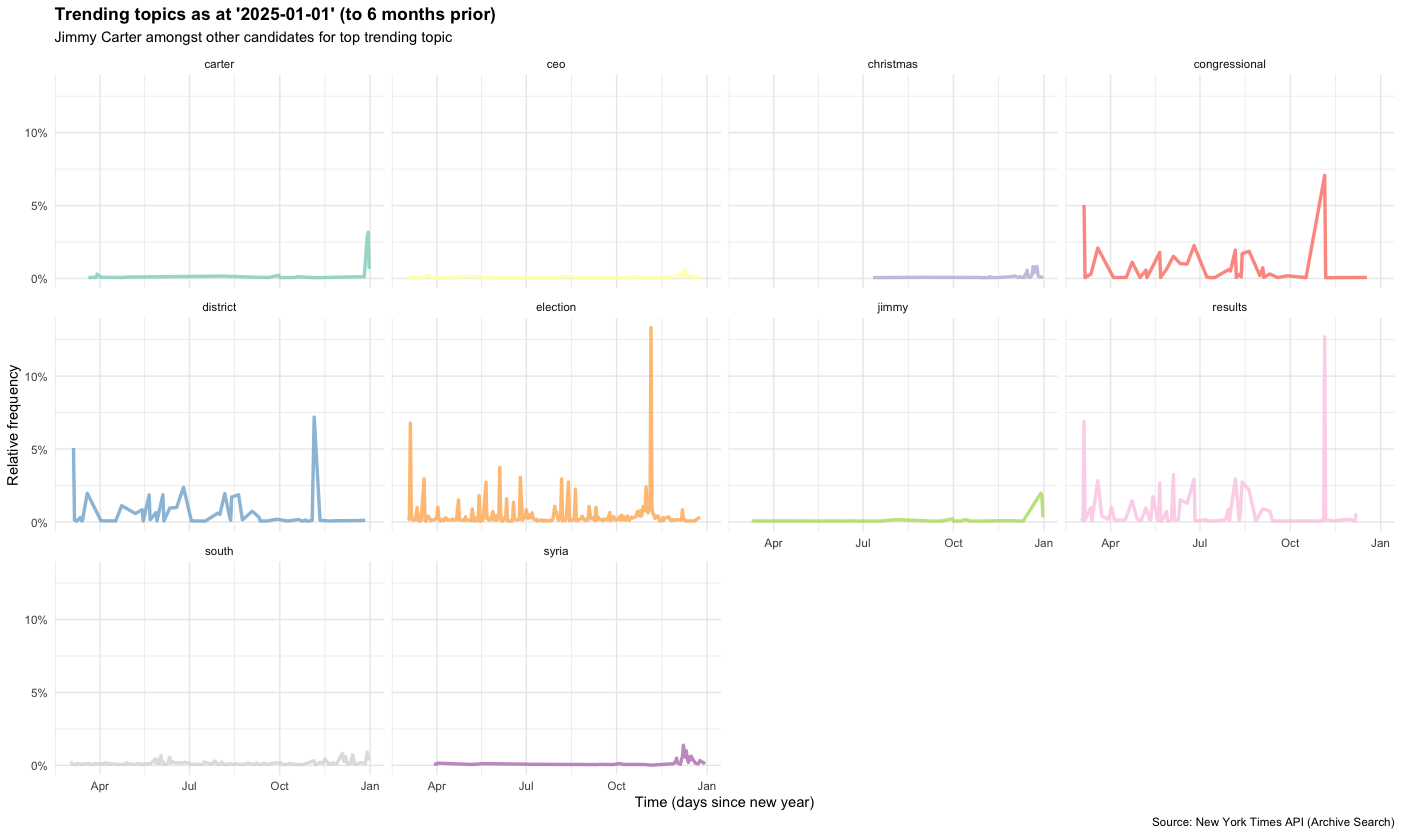 Trending topics as at '2025-01-01' (to 6 months prior)
Jimmy Carter amongst other candidates for top trending topic
carter
ceo
christmas
congressional
10%
5%
0%
district
election
jimmy
results
10%
5%
0%
Apr
Jul
Oct
Jan
Apr
Jul
Oct
Jan
south
syria
10%
5%
0%
Apr
Jul
Oct
Jan
Apr
Jul
Oct
Jan
Relative frequency
Time (days since new year)
Source: New York Times API (Archive Search)